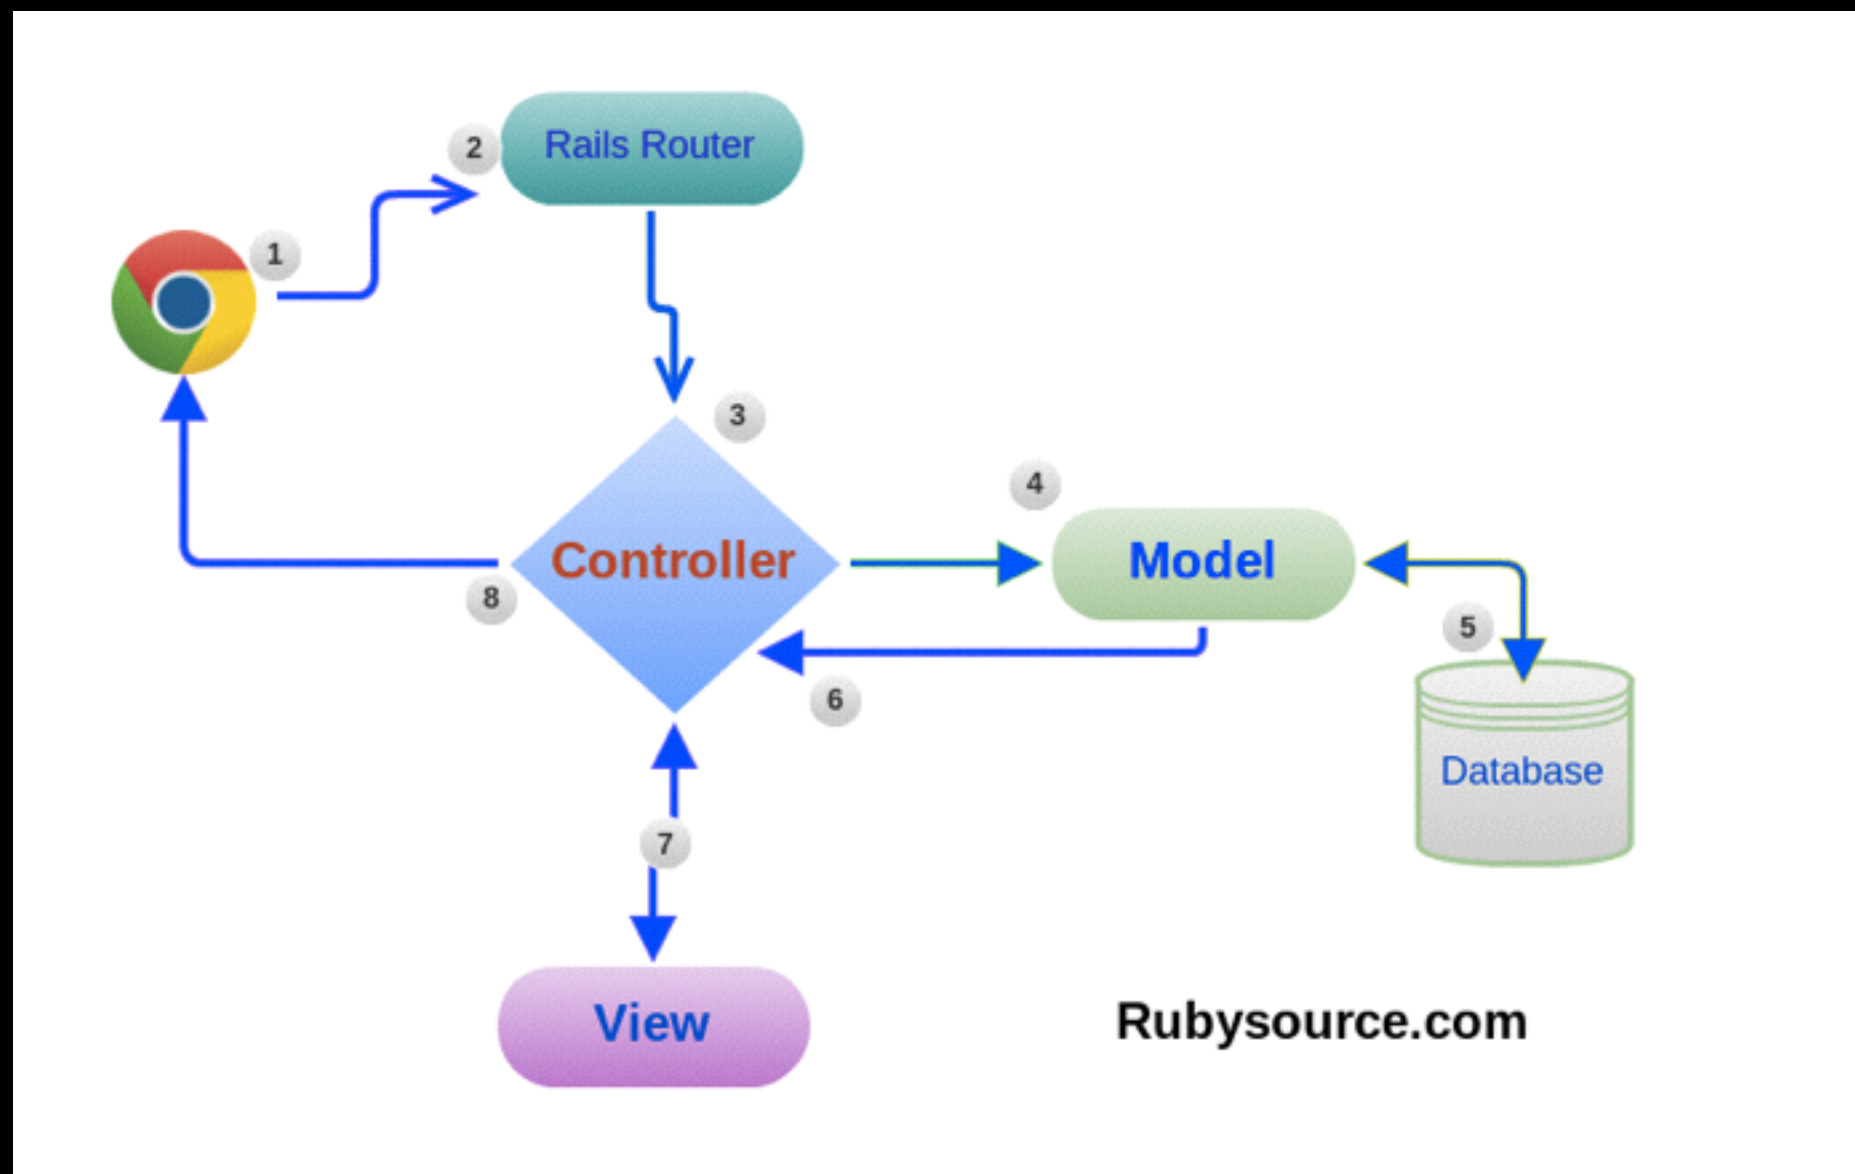 2
Rails Router
1
3
4
Controller
Model
8
5
6
Database
7
View
Rubysource.com